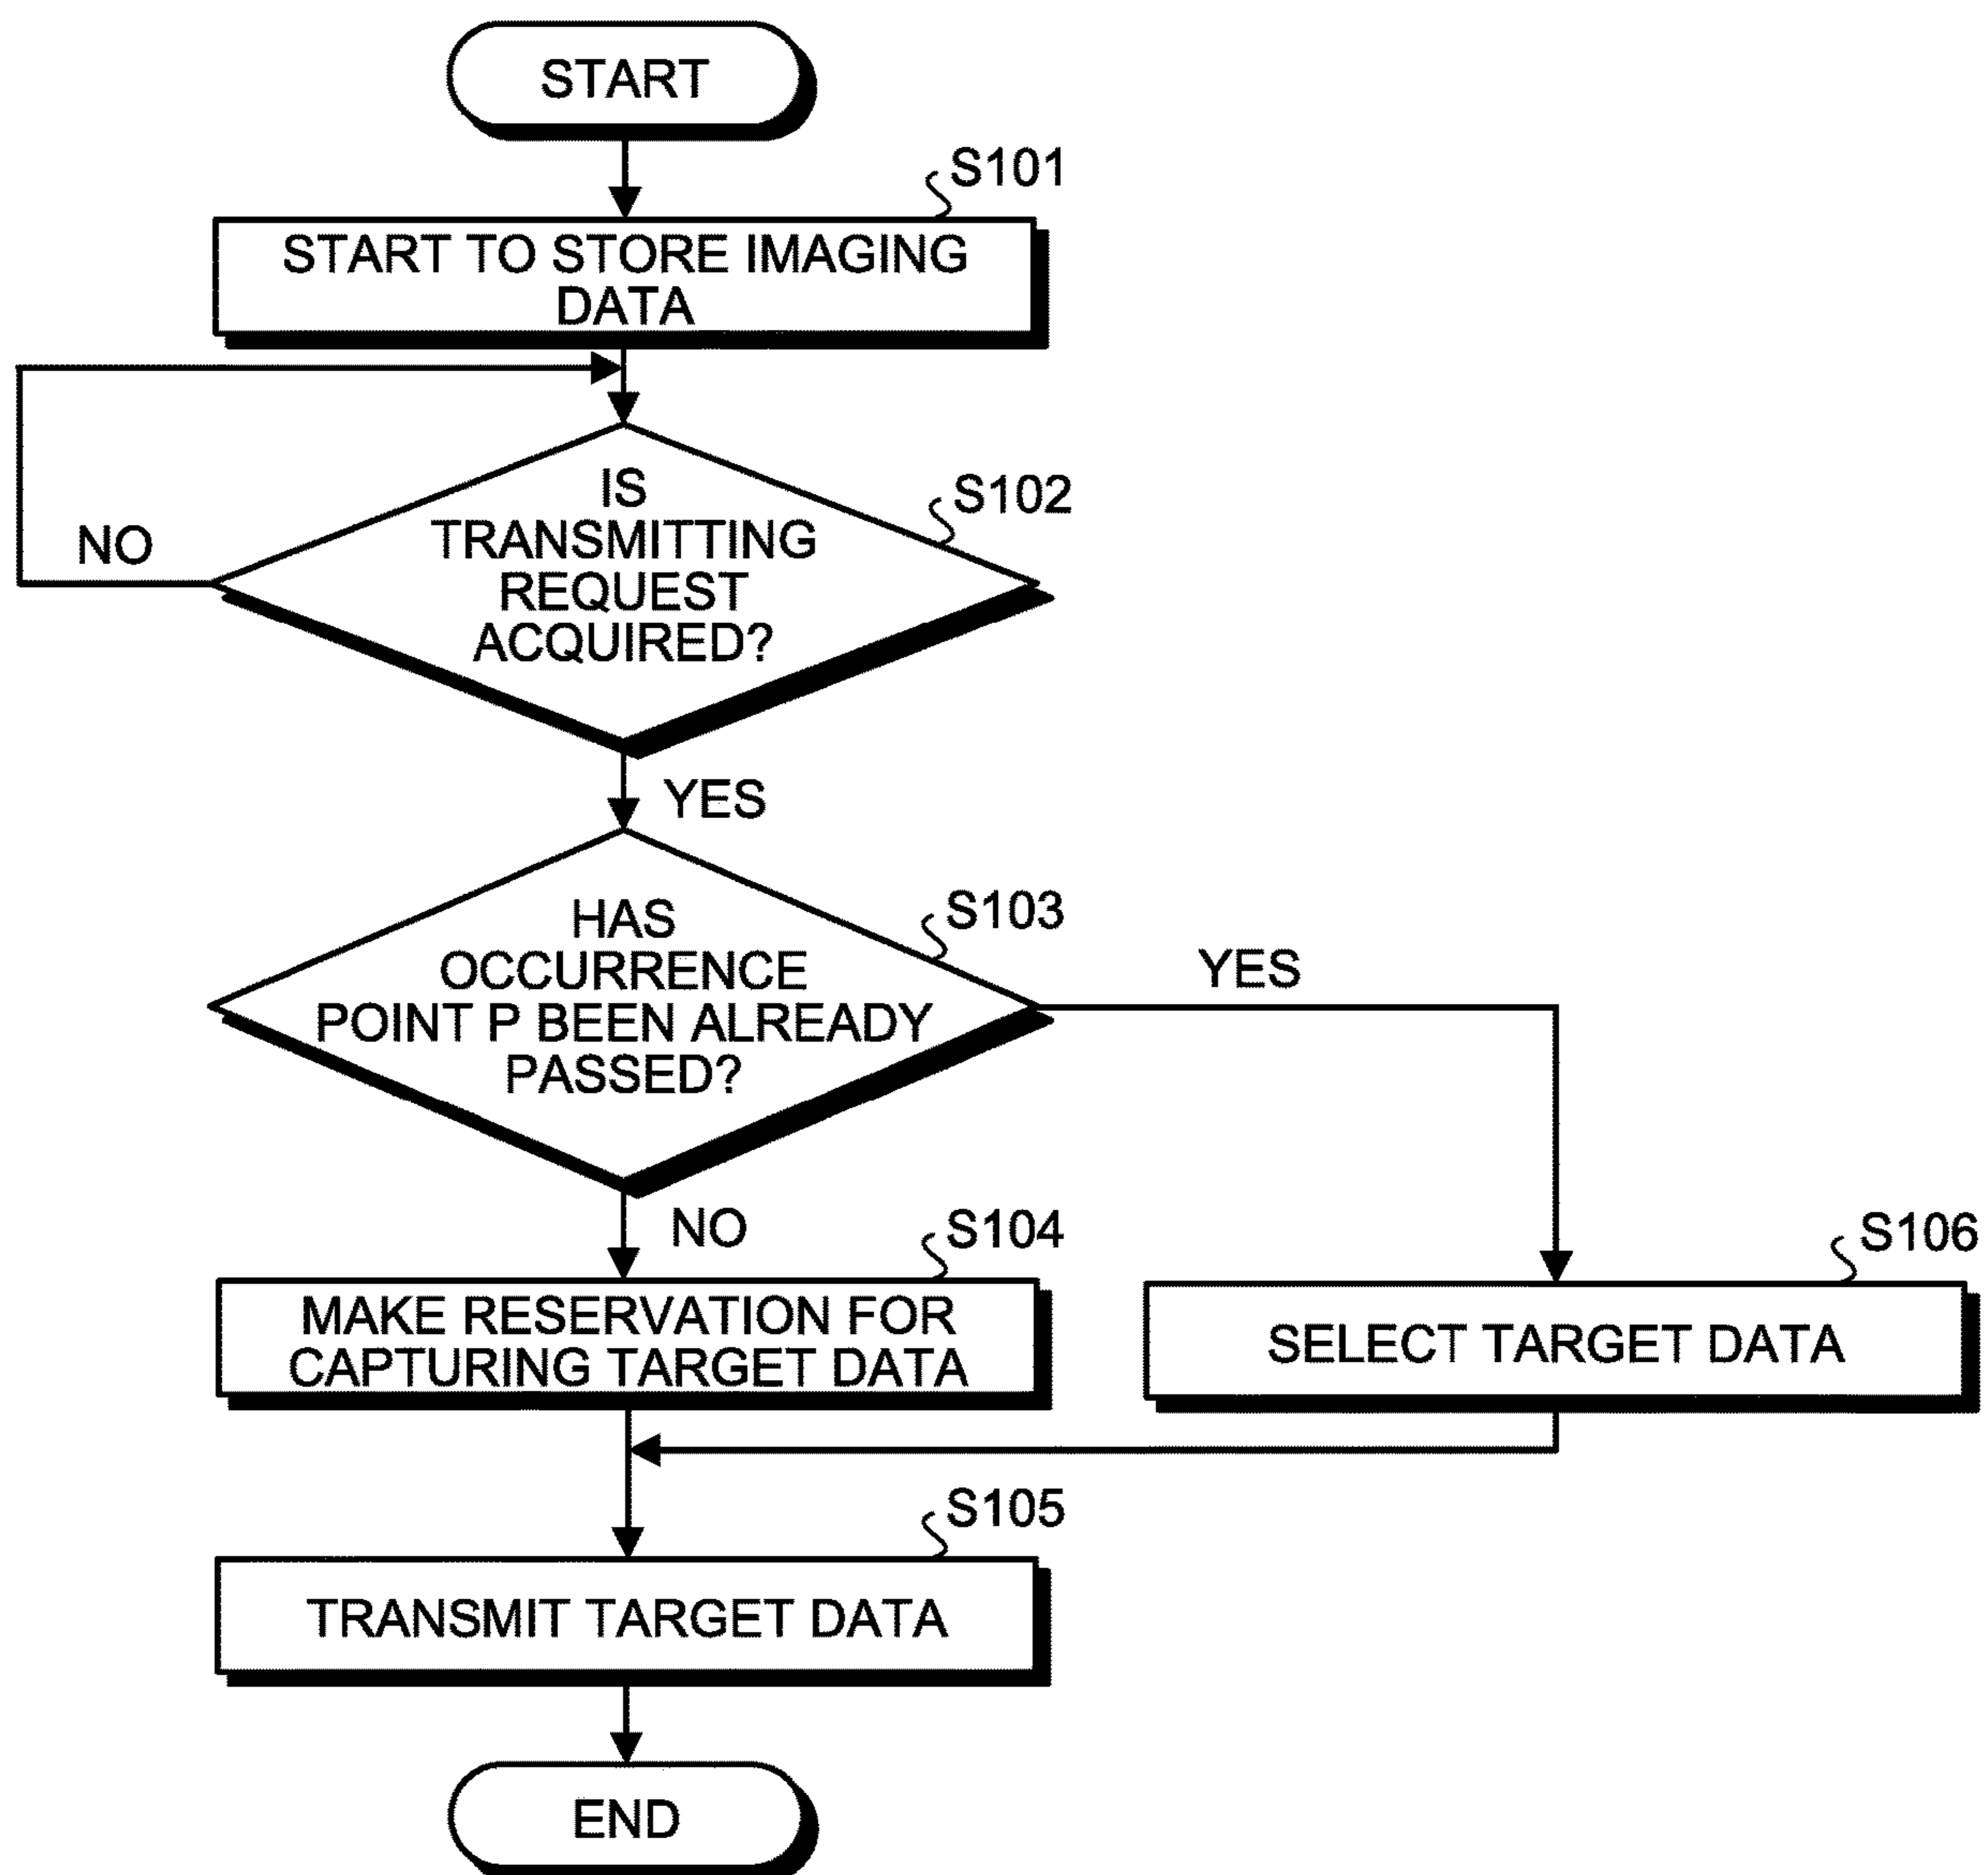 START
S101
START TO STORE IMAGING
DATA
S102
IS
TRANSMITTING
REQUEST
ACQUIRED?
NO
YES
S103
HAS
OCCURRENCE
POINT P BEEN ALREADY
PASSED?
YES
NO
S104
MAKE RESERVATION FOR
CAPTURING TARGET DATA
S106
SELECT TARGET DATA
S105
TRANSMIT TARGET DATA
END